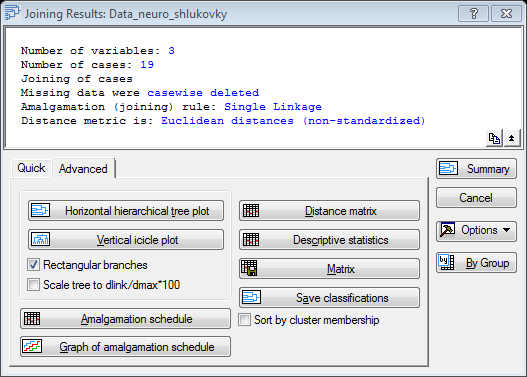 Joining Results: Data_neuro_shlukovky
Number of variables: 3
Number of cases: 19
Joining of cases
Missing data were casewise deleted
Amalgamation (joining) rule: Single Linkage
Distance metric is: Euclidean distances (non-standardized)
Quick Advanced
Horizontal hierarchical tree plot
Vertical icicle plot
Rectangular branches
Scale tree to dlink/dmax*100
Amalgamation schedule
Graph of amalgamation schedule
Distance matrix
Descriptive statistics
Matrix
Save classifications
Sort by cluster membership
Summary
Cancel
Options
By Group